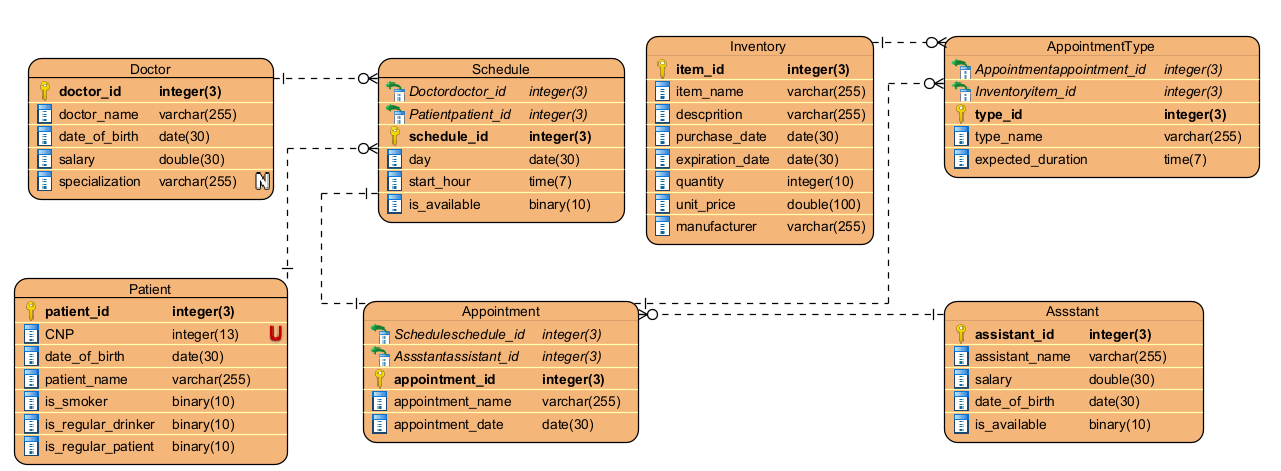 Doctor
doctor_id integer(3)
doctor_name varchar(255)
date_of_birth date(30)
salary double(30)
specialization varchar(255) N
Schedule
Doctordoctor_id integer(3)
Patientpatient_id integer(3)
schedule_id integer(3)
day date(30)
start_hour time(7)
is_available binary(10)
Inventory
item_id integer(3)
item_name varchar(255)
descprition varchar(255)
purchase_date date(30)
expiration_date date(30)
quantity integer(10)
unit_price double(100)
manufacturer varchar(255)
AppointmentType
Appointmentappointment_id integer(3)
Inventoryitem_id integer(3)
type_id integer(3)
type_name varchar(255)
expected_duration time(7)
Patient
patient_id integer(3)
CNP integer(13) U
date_of_birth date(30)
patient_name varchar(255)
is_smoker binary(10)
is_regular_drinker binary(10)
is_regular_patient binary(10)
Appointment
Scheduleschedule_id integer(3)
Assstantassistant_id integer(3)
appointment_id integer(3)
appointment_name varchar(255)
appointment_date date(30)
Assstant
assistant_id integer(3)
assistant_name varchar(255)
salary double(30)
date_of_birth date(30)
is_available binary(10)